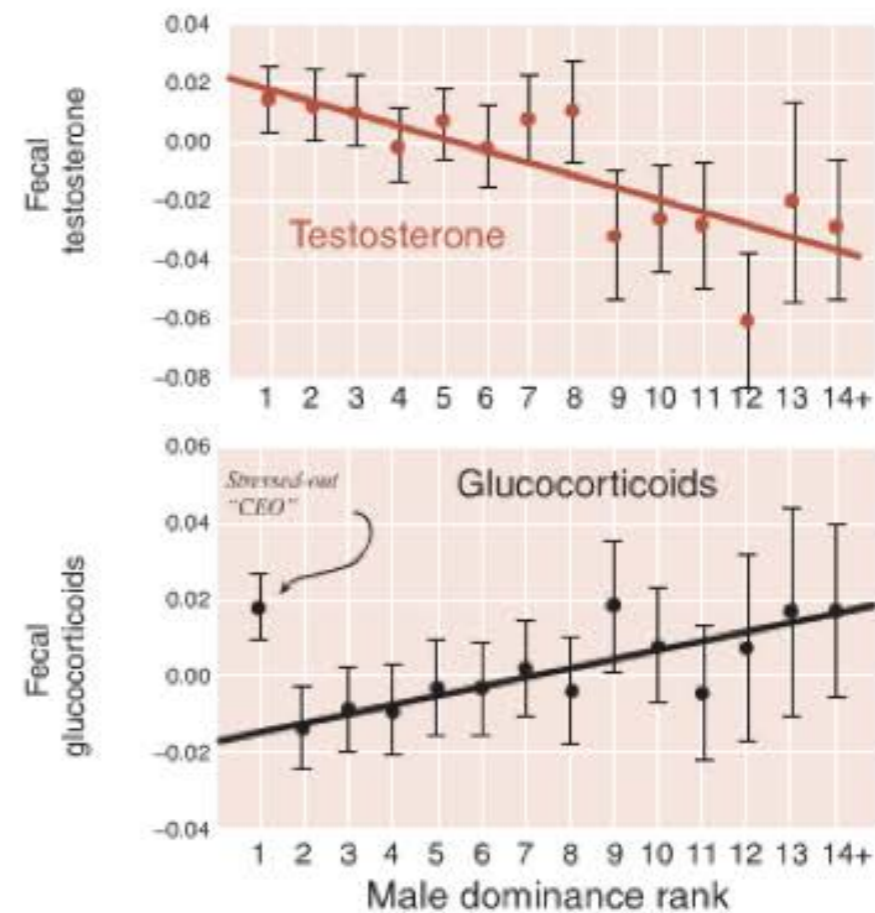 0.04
0.02
0.00
−0.02
−0.04
−0.06
−0.08
Fecal
testosterone
Testosterone
1 2 3 4 5 6 7 8 9 10 11 12 13 14+
0.06
0.04
0.02
0.00
−0.02
−0.04
Fecal
glucocorticoids
Stressed-out
"CEO"
Glucocorticoids
1 2 3 4 5 6 7 8 9 10 11 12 13 14+
Male dominance rank